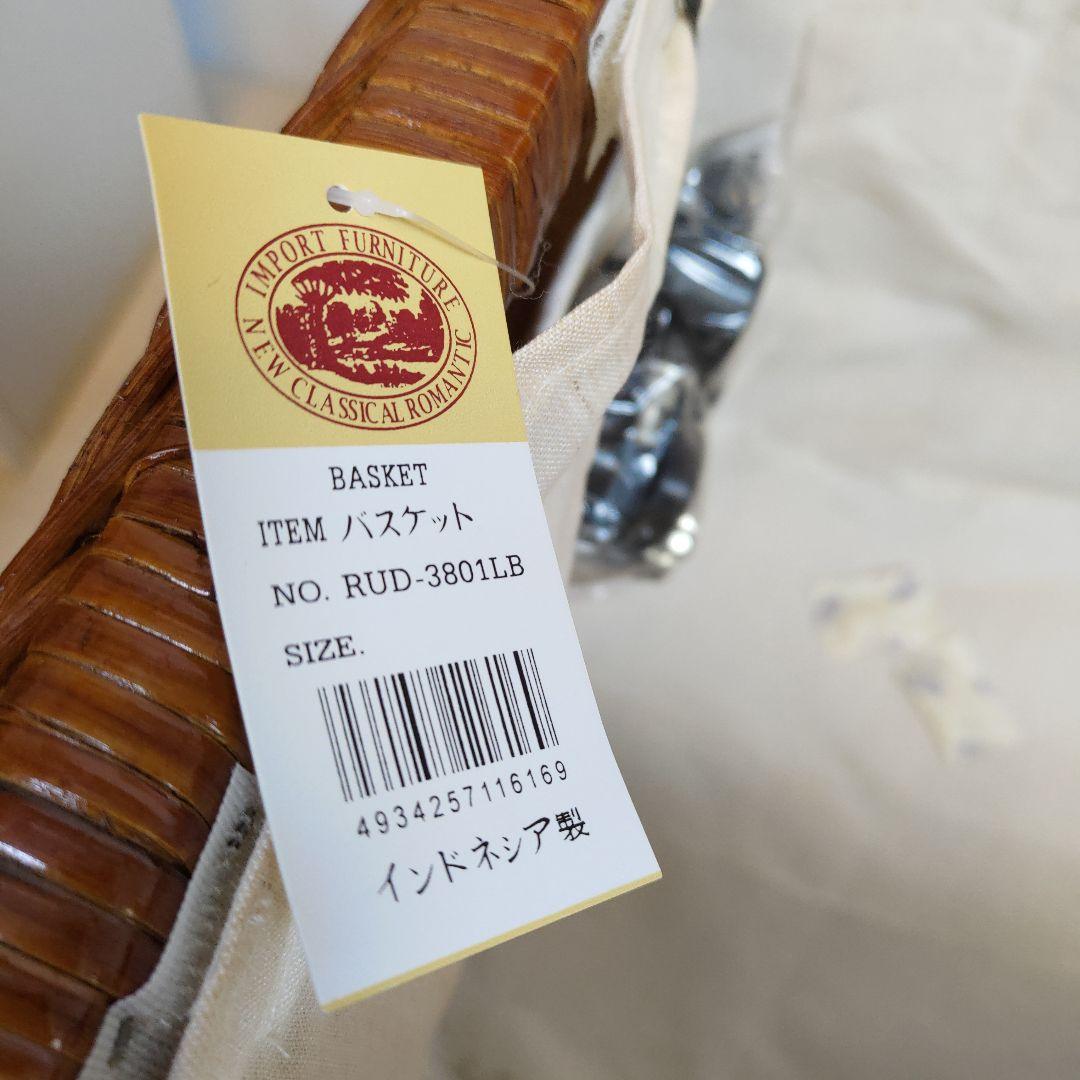 IMPORT FURNITURE
NEW CLASSICAL ROMANTIC
BASKET
ITEM バスケット
NO. RUD-3801LB
SIZE.
4934257116169
インドネシア製